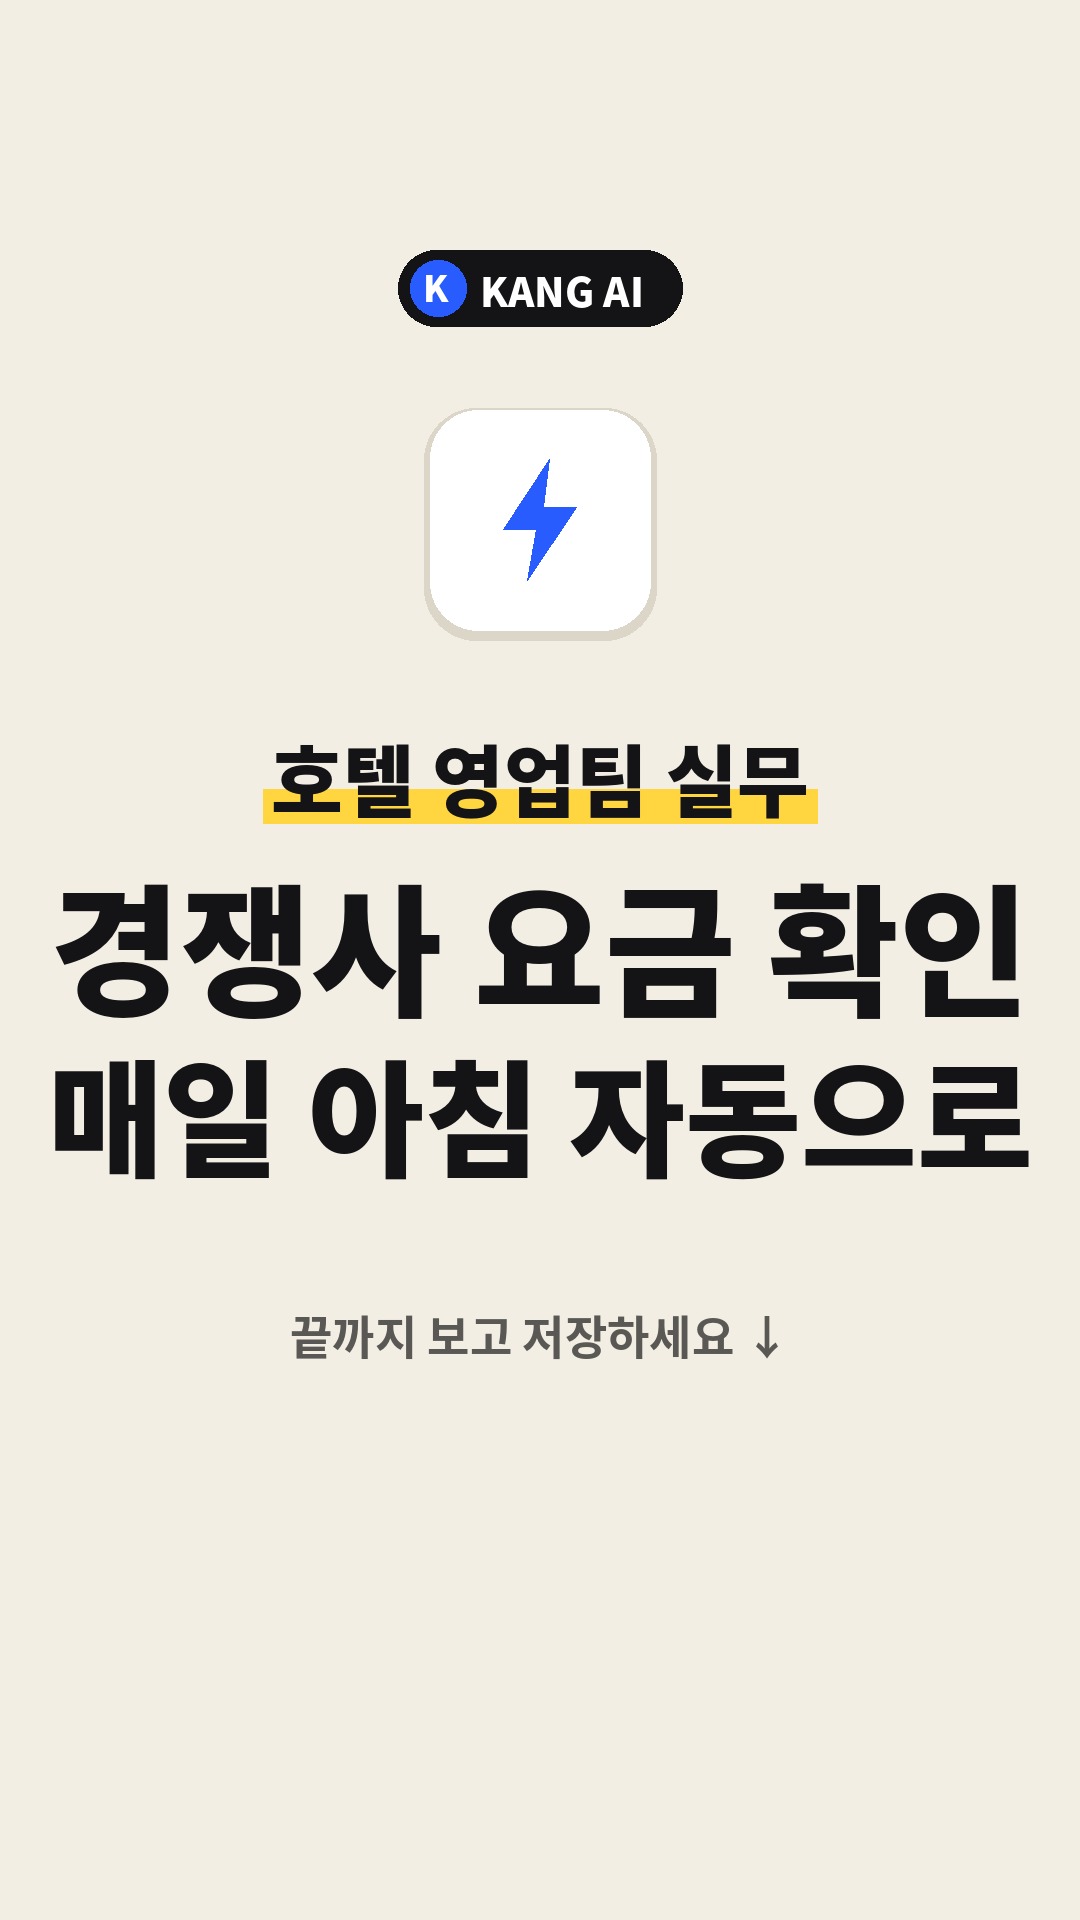 K KANG AI
호텔 영업팀 실무
경쟁사 요금 확인
매일 아침 자동으로
끝까지 보고 저장하세요 ↓